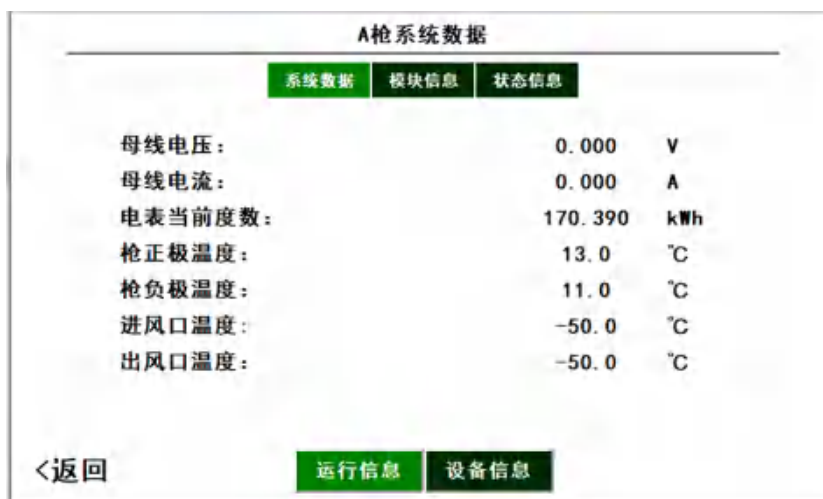 A枪系统数据
系统数据 模块信息 状态信息
母线电压: 0.000 V
母线电流: 0.000 A
电表当前度数: 170.390 kWh
枪正极温度: 13.0 ℃
枪负极温度: 11.0 ℃
进风口温度: -50.0 ℃
出风口温度: -50.0 ℃
<返回 运行信息 设备信息